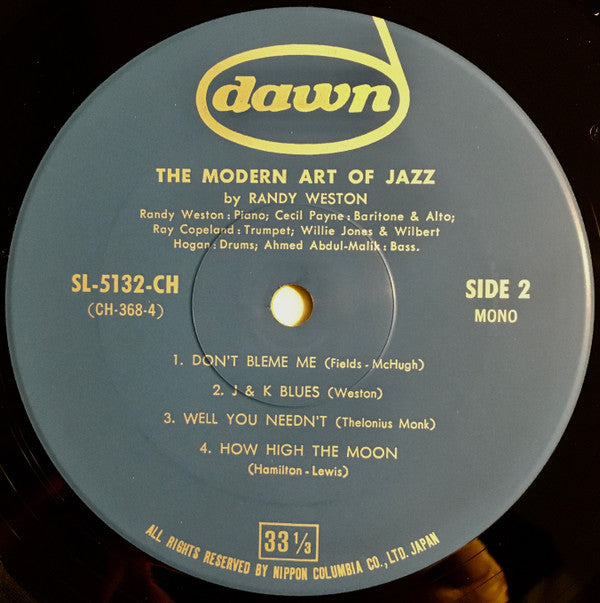 dawn
THE MODERN ART OF JAZZ
by RANDY WESTON
Randy Weston : Piano; Cecil Payne : Baritone & Alto;
Ray Copeland : Trumpet; Willie Jones & Wilbert
Hogan : Drums; Ahmed Abdul-Malik : Bass.
SL-5132-CH
(CH-368-4)
SIDE 2
MONO
1. DON'T BLEME ME (Fields - McHugh)
2. J & K BLUES (Weston)
3. WELL YOU NEEDN'T (Thelonius Monk)
4. HOW HIGH THE MOON
(Hamilton - Lewis)
33 1/3
ALL RIGHTS RESERVED BY NIPPON COLUMBIA CO., LTD. JAPAN